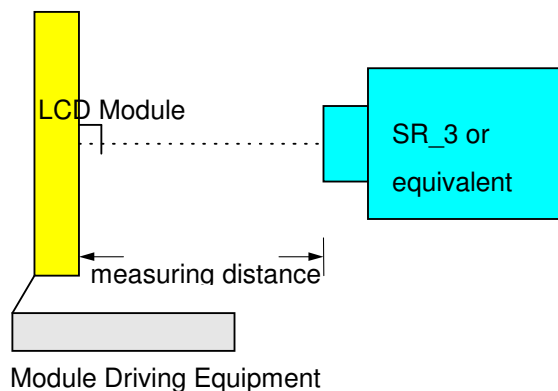 LCD Module
SR_3 or
equivalent
measuring distance
Module Driving Equipment